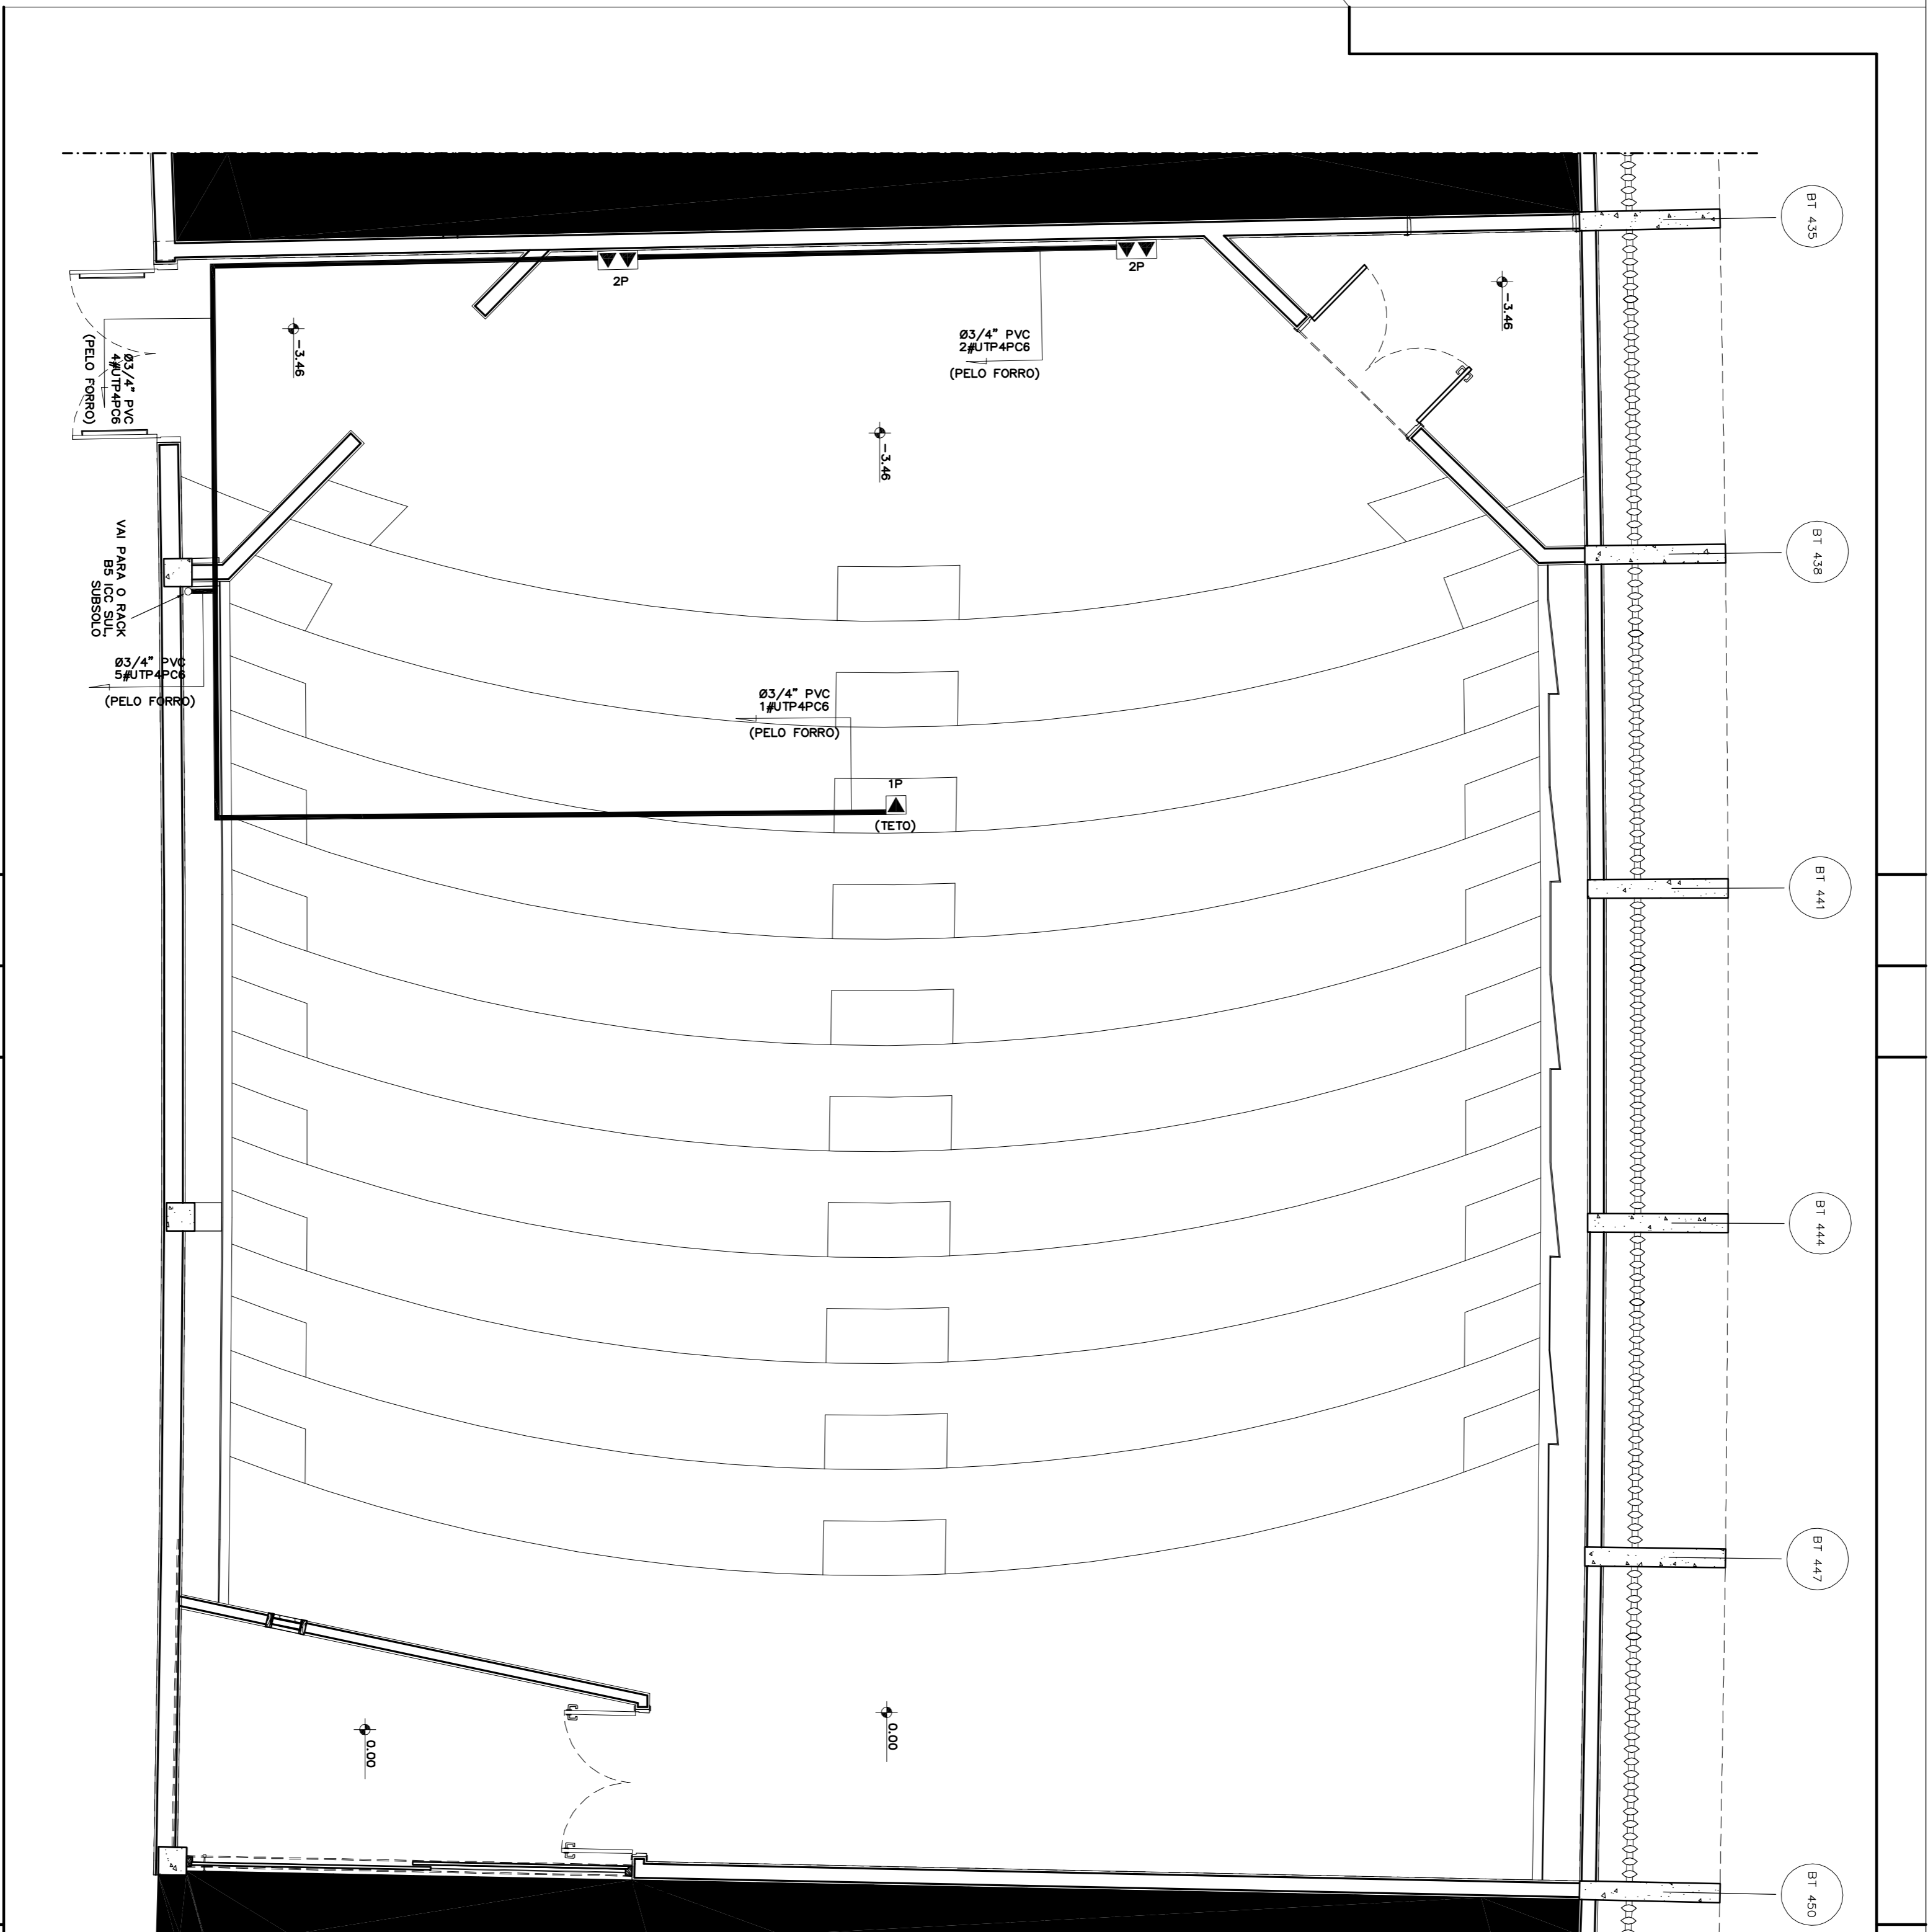 BT 435
2P
2P
-3.46
-3.46
-3.46
Ø3/4" PVC
2#UTP4PC6
(PELO FORRO)
Ø3/4" PVC
4#UTP4PC6
(PELO FORRO)
BT 438
VAI PARA O RACK
B5 ICC SUL,
SUBSOLO
Ø3/4" PVC
5#UTP4PC6
(PELO FORRO)
Ø3/4" PVC
1#UTP4PC6
(PELO FORRO)
1P
(TETO)
BT 441
BT 444
BT 447
0.00
0.00
BT 450